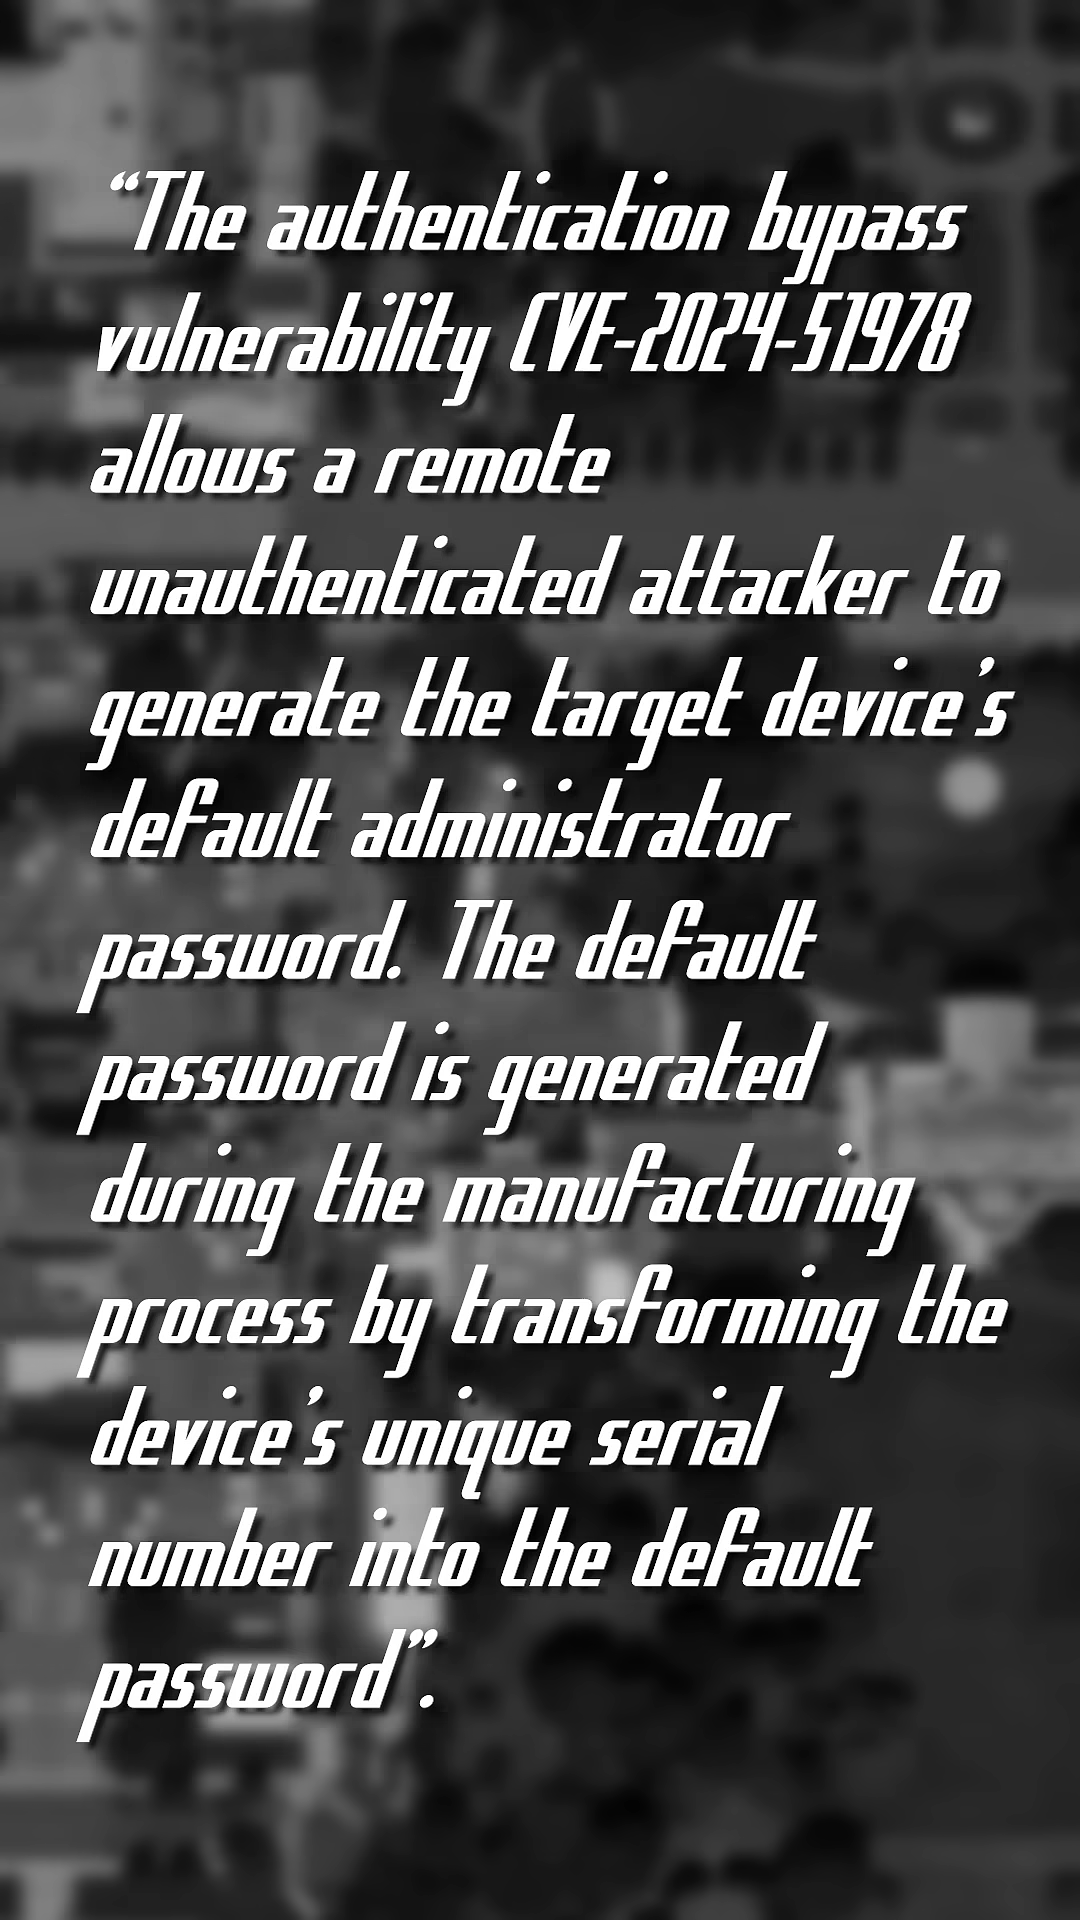 “The authentication bypass
vulnerability CVE-2024-51978
allows a remote
unauthenticated attacker to
generate the target device’s
default administrator
password. The default
password is generated
during the manufacturing
process by transforming the
device’s unique serial
number into the default
password”.